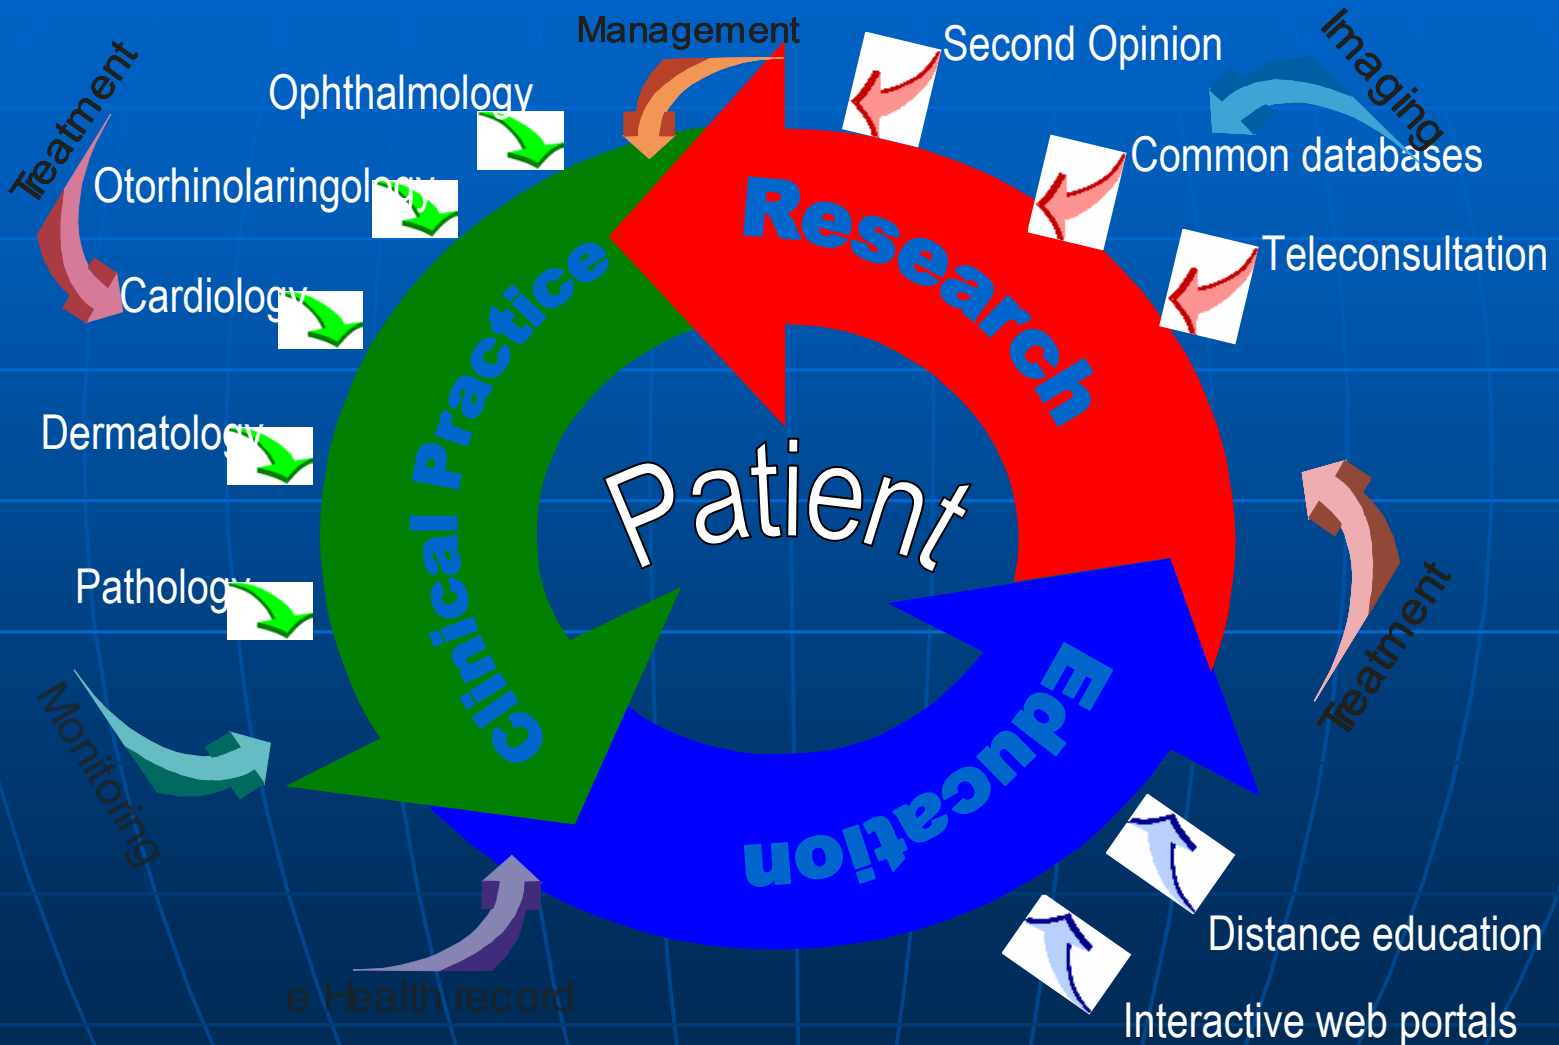 Management
Second Opinion
Imaging
Treatment
Ophthalmology
Common databases
Otorhinolaringology
Research
Teleconsultation
Cardiology
Clinical Practice
Dermatology
Patient
Pathology
Treatment
Education
Monitoring
Distance education
e Health record
Interactive web portals